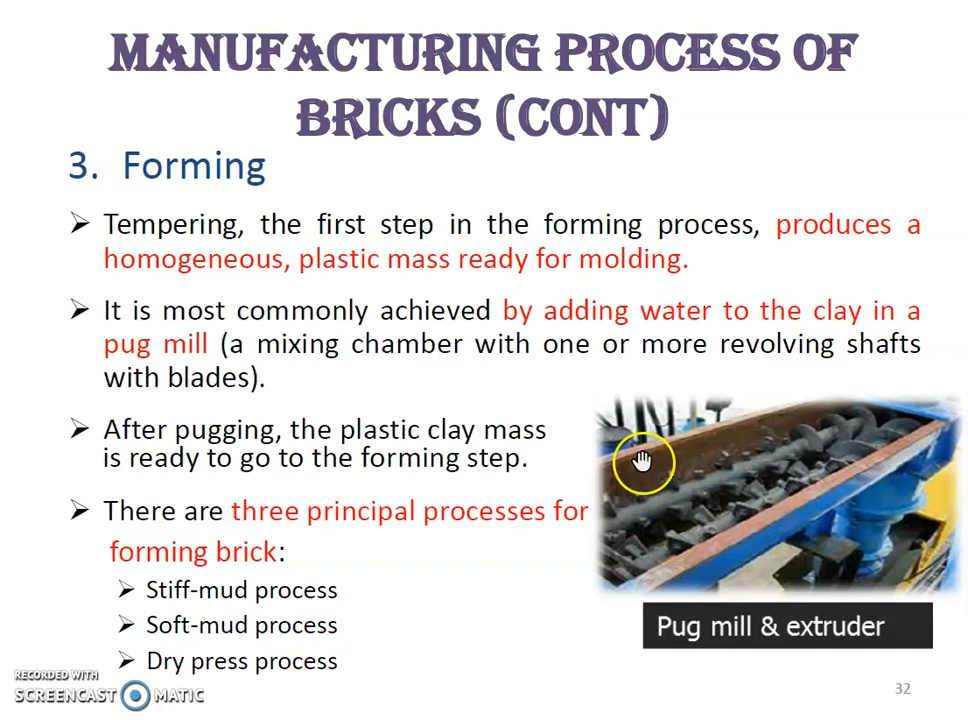 MANUFACTURING PROCESS OF
BRICKS (CONT)
3. Forming
➢ Tempering, the first step in the forming process, produces a
homogeneous, plastic mass ready for molding.
➢ It is most commonly achieved by adding water to the clay in a
pug mill (a mixing chamber with one or more revolving shafts
with blades).
➢ After pugging, the plastic clay mass
is ready to go to the forming step.
➢ There are three principal processes for
forming brick:
➢ Stiff-mud process
➢ Soft-mud process
➢ Dry press process
Pug mill & extruder
RECORDED WITH
SCREENCAST MATIC
32